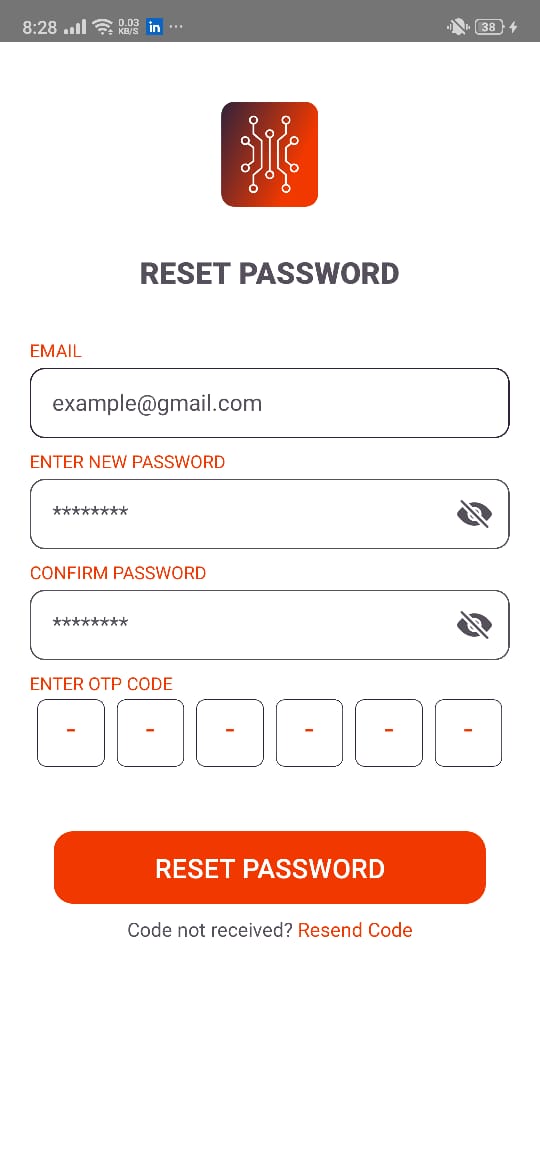 8:28 0.03 KB/S in ... 38
RESET PASSWORD
EMAIL
example@gmail.com
ENTER NEW PASSWORD
********
CONFIRM PASSWORD
********
ENTER OTP CODE
- - - - - -
RESET PASSWORD
Code not received? Resend Code